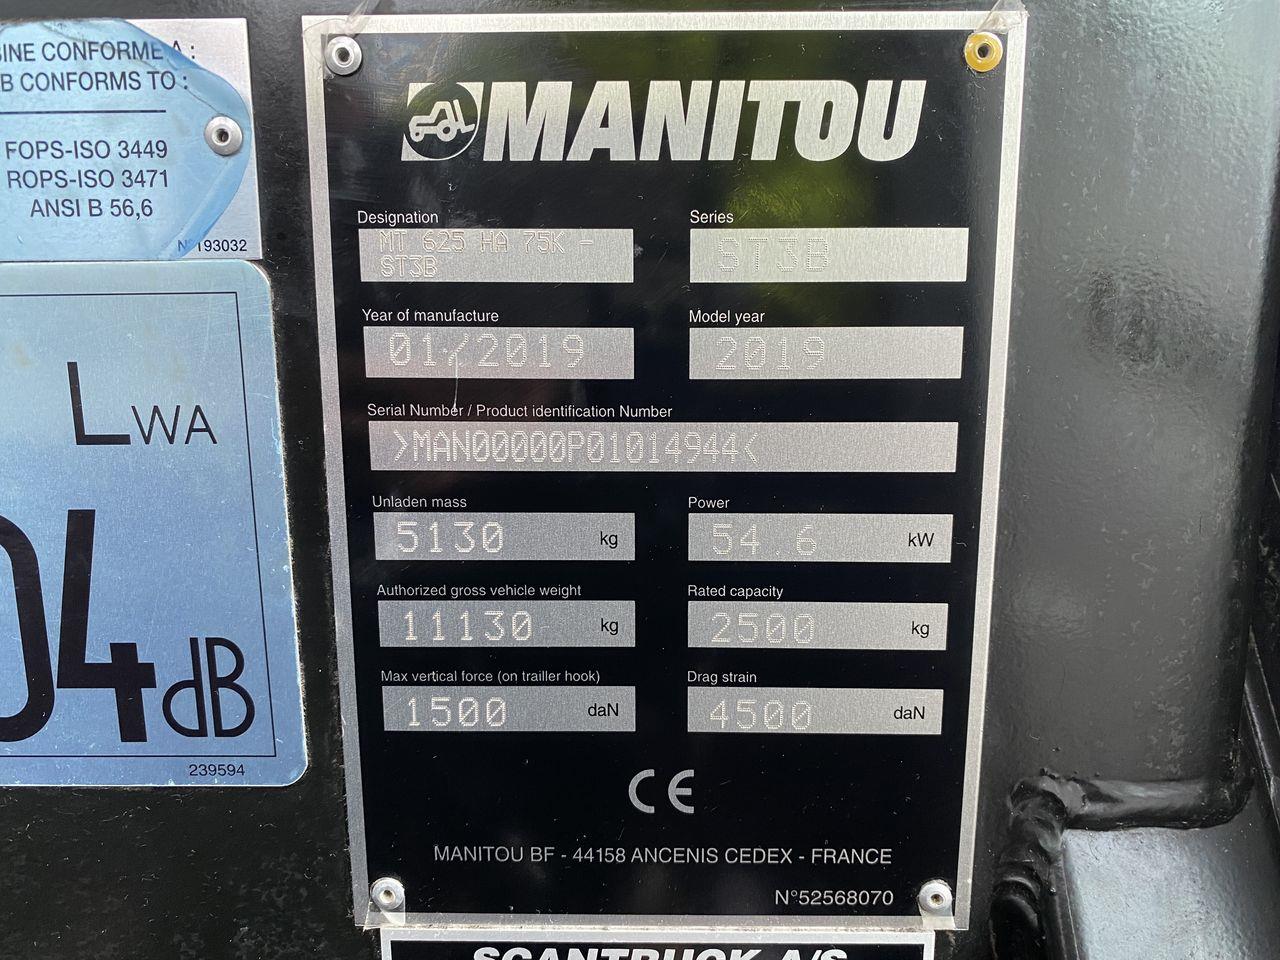 CONFORME A :
B CONFORMS TO :
FOPS-ISO 3449
ROPS-ISO 3471
ANSI B 56,6
N°193032
LWA
04 dB
239594
MANITOU
Designation
MT 625 HA 75K -
ST3B
Series
ST3B
Year of manufacture
01/2019
Model year
2019
Serial Number / Product identification Number
>MAN00000P01014944<
Unladen mass
5130 kg
Power
54.6 kW
Authorized gross vehicle weight
11130 kg
Rated capacity
2500 kg
Max vertical force (on trailler hook)
1500 daN
Drag strain
4500 daN
CE
MANITOU BF - 44158 ANCENIS CEDEX - FRANCE
N°52568070
SCANTRUCK A/S